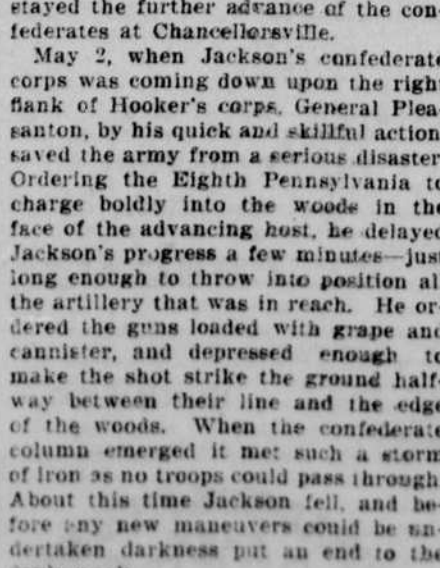 stayed the further advance of the con-
federates at Chancellorsville.
May 2, when Jackson's confederate
corps was coming down upon the right
flank of Hooker's corps, General Plea-
santon, by his quick and skillful action
saved the army from a serious disaster.
Ordering the Eighth Pennsylvania to
charge boldly into the woods in the
face of the advancing host, he delayed
Jackson's progress a few minutes—just
long enough to throw into position al
the artillery that was in reach. He or-
dered the guns loaded with grape and
cannister, and depressed enough to
make the shot strike the ground half-
way between their line and the edge
of the woods. When the confederate
column emerged it met such a storm
of iron as no troops could pass through.
About this time Jackson fell, and be-
fore any new maneuvers could be un-
dertaken darkness put an end to the